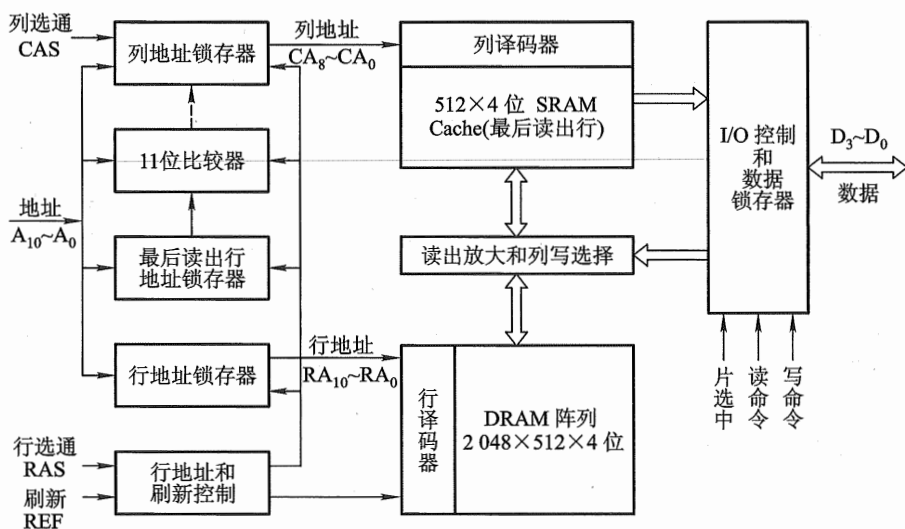 列选通
CAS
列地址锁存器
列地址
CA₈~CA₀
列译码器
512×4 位 SRAM
Cache(最后读出行)
11位比较器
地址
A₁₀~A₀
最后读出行
地址锁存器
读出放大和列写选择
I/O 控制
和
数据
锁存器
D₃~D₀
数据
行地址锁存器
行地址
RA₁₀~RA₀
行译码器
DRAM 阵列
2 048×512×4 位
片选中
读命令
写命令
行选通
RAS
刷新
REF
行地址和
刷新控制